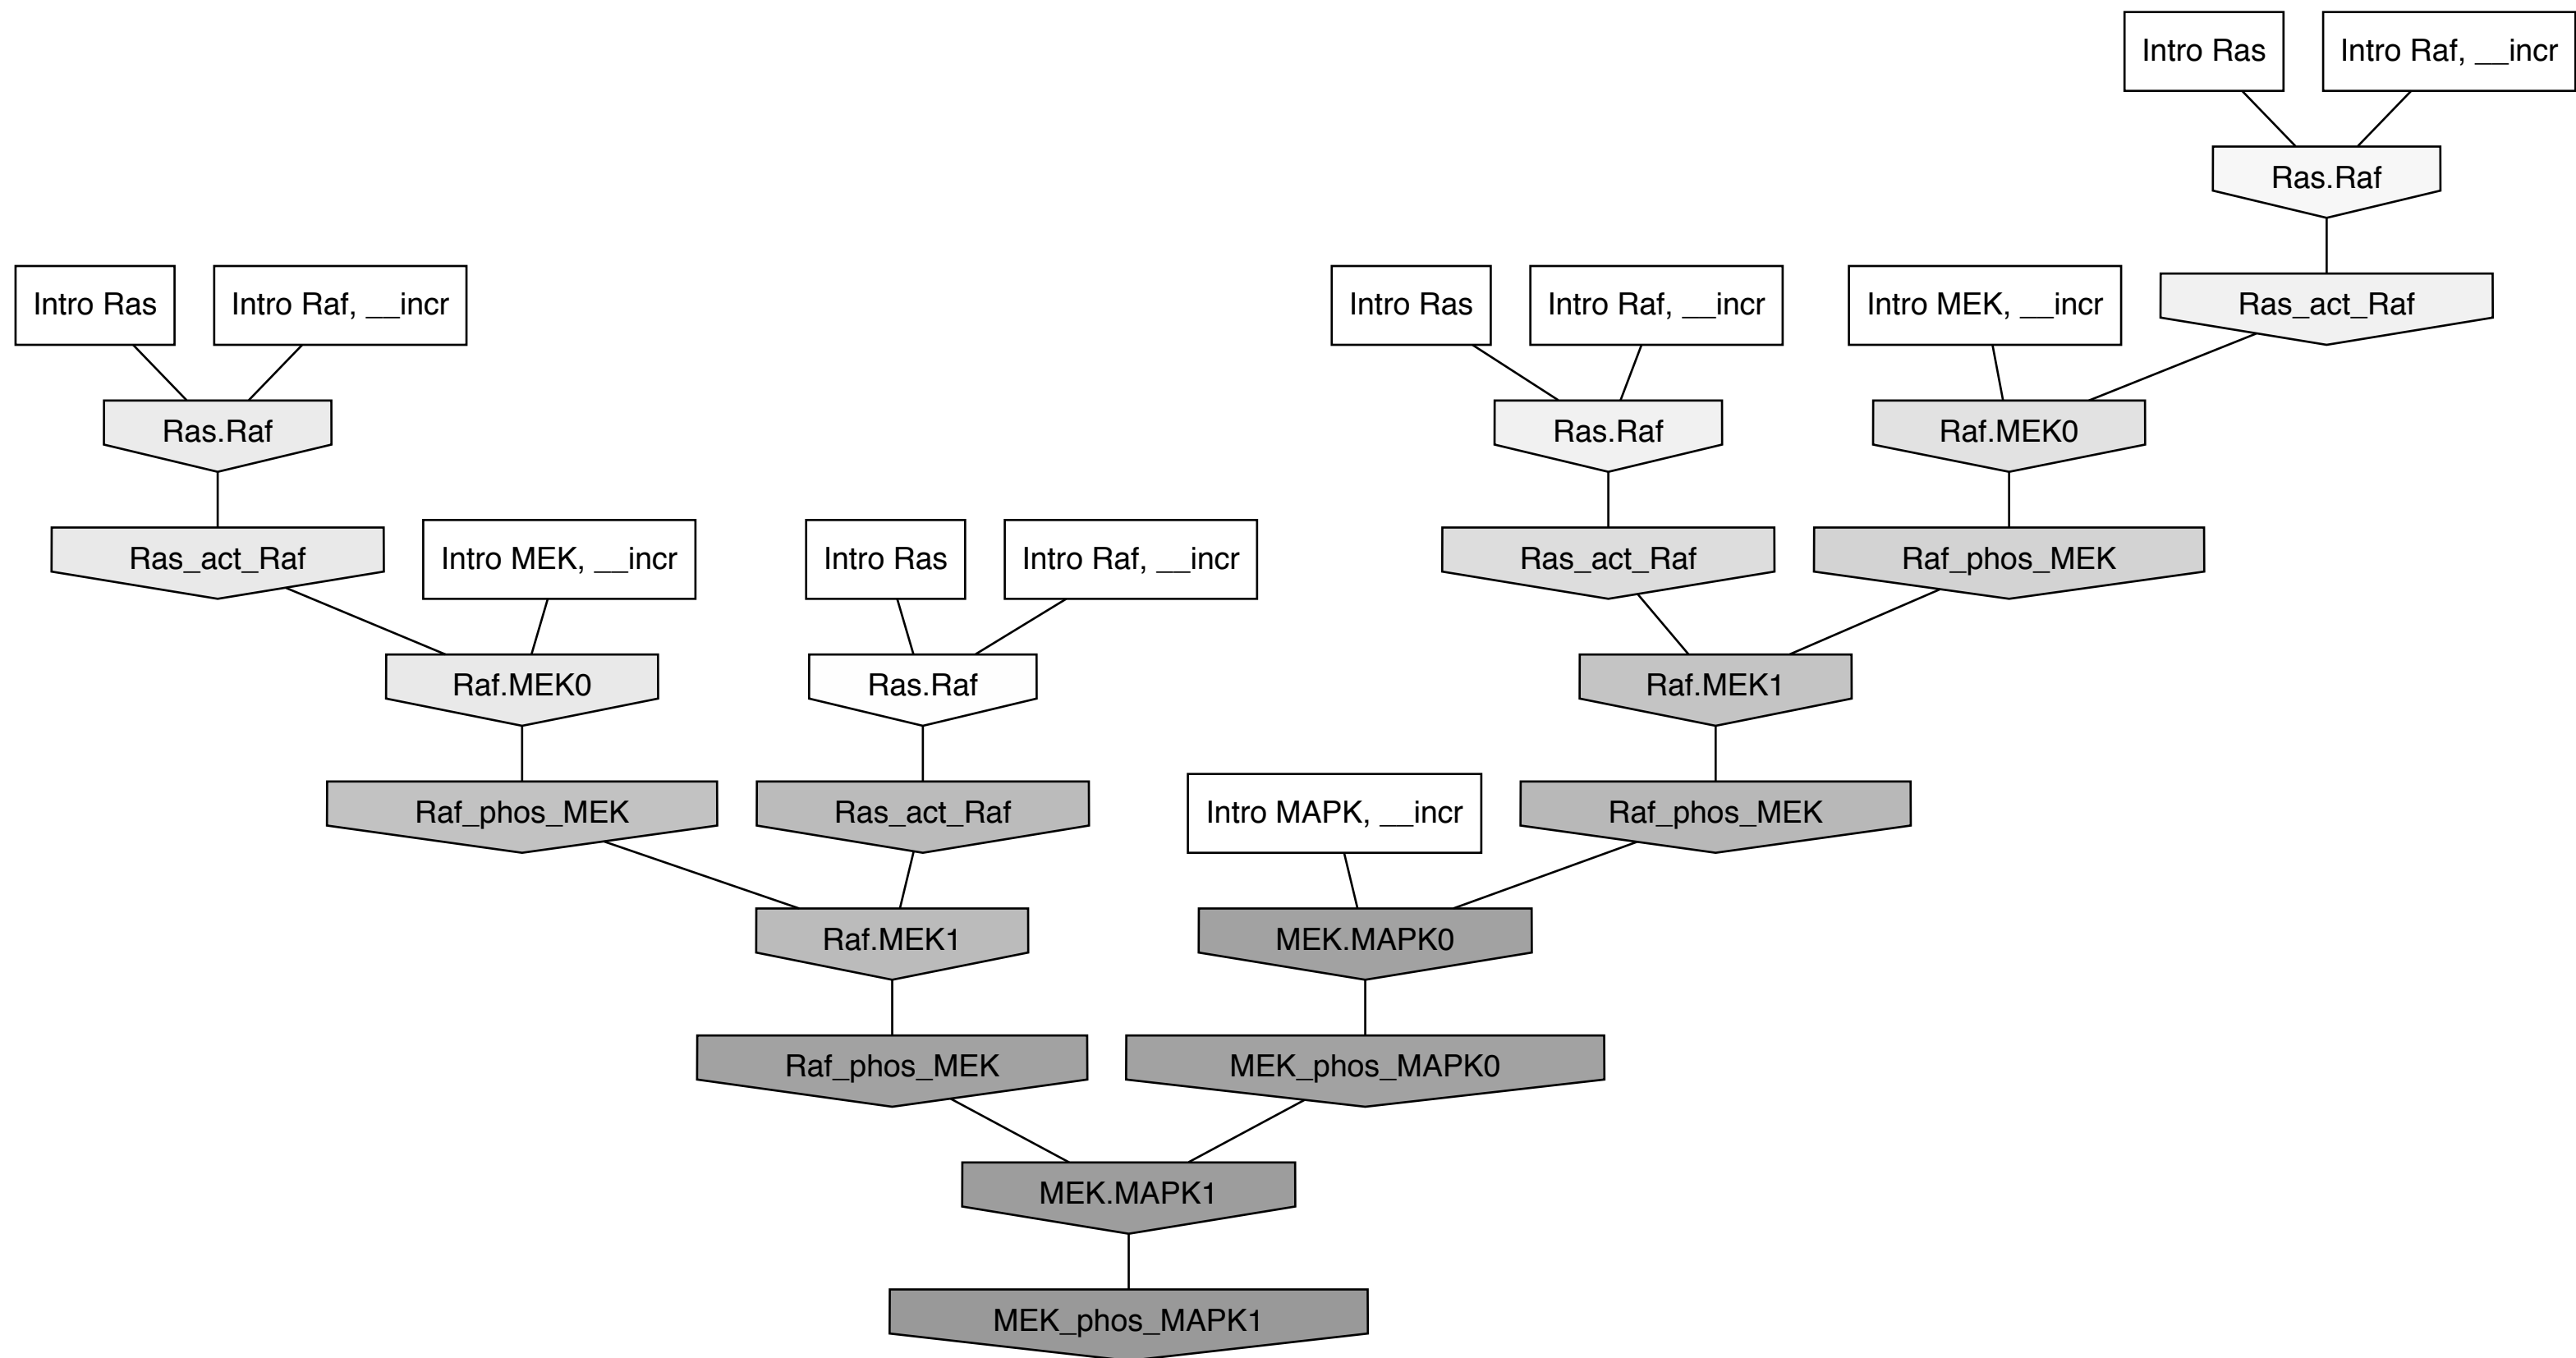 Intro Ras
Intro Raf, __incr
Ras.Raf
Intro Ras
Intro Raf, __incr
Intro Ras
Intro Raf, __incr
Intro MEK, __incr
Ras_act_Raf
Ras.Raf
Ras.Raf
Raf.MEK0
Ras_act_Raf
Intro MEK, __incr
Intro Ras
Intro Raf, __incr
Ras_act_Raf
Raf_phos_MEK
Raf.MEK0
Ras.Raf
Raf.MEK1
Raf_phos_MEK
Ras_act_Raf
Intro MAPK, __incr
Raf_phos_MEK
Raf.MEK1
MEK.MAPK0
Raf_phos_MEK
MEK_phos_MAPK0
MEK.MAPK1
MEK_phos_MAPK1